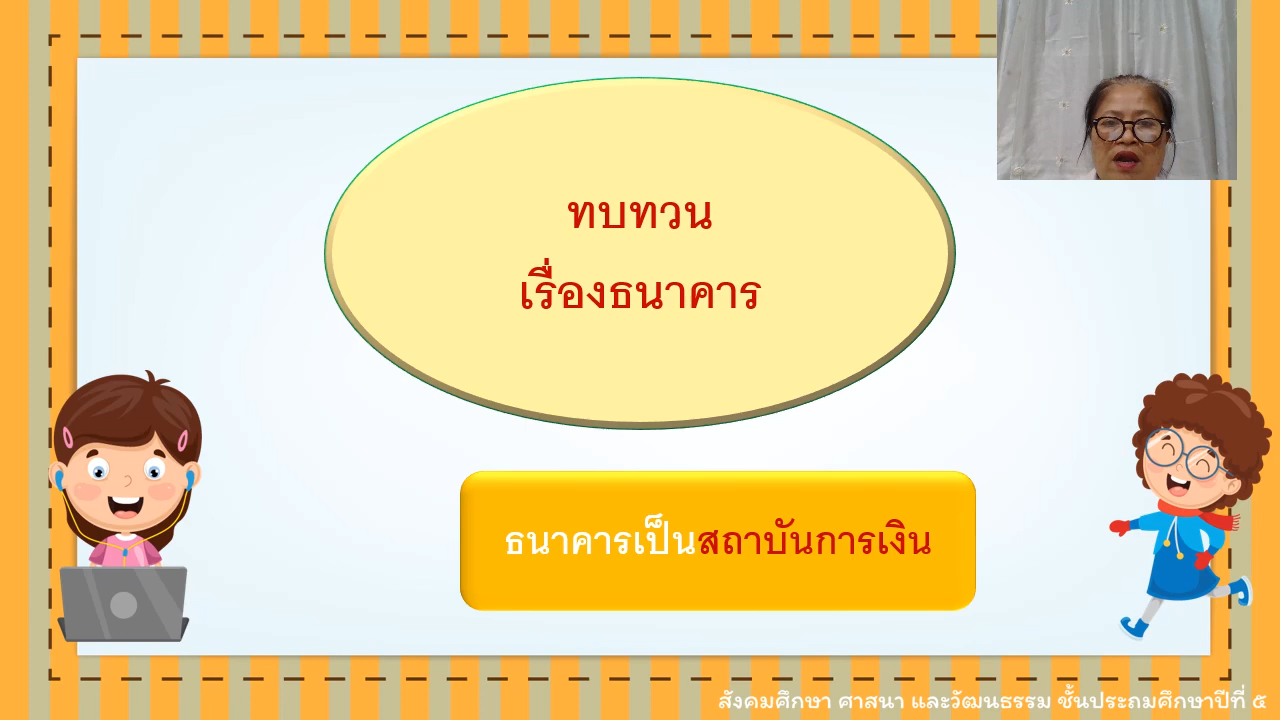 ทบทวน
เรื่องธนาคาร
ธนาคารเป็นสถาบันการเงิน
สังคมศึกษา ศาสนา และวัฒนธรรม ชั้นประถมศึกษาปีที่ ๕